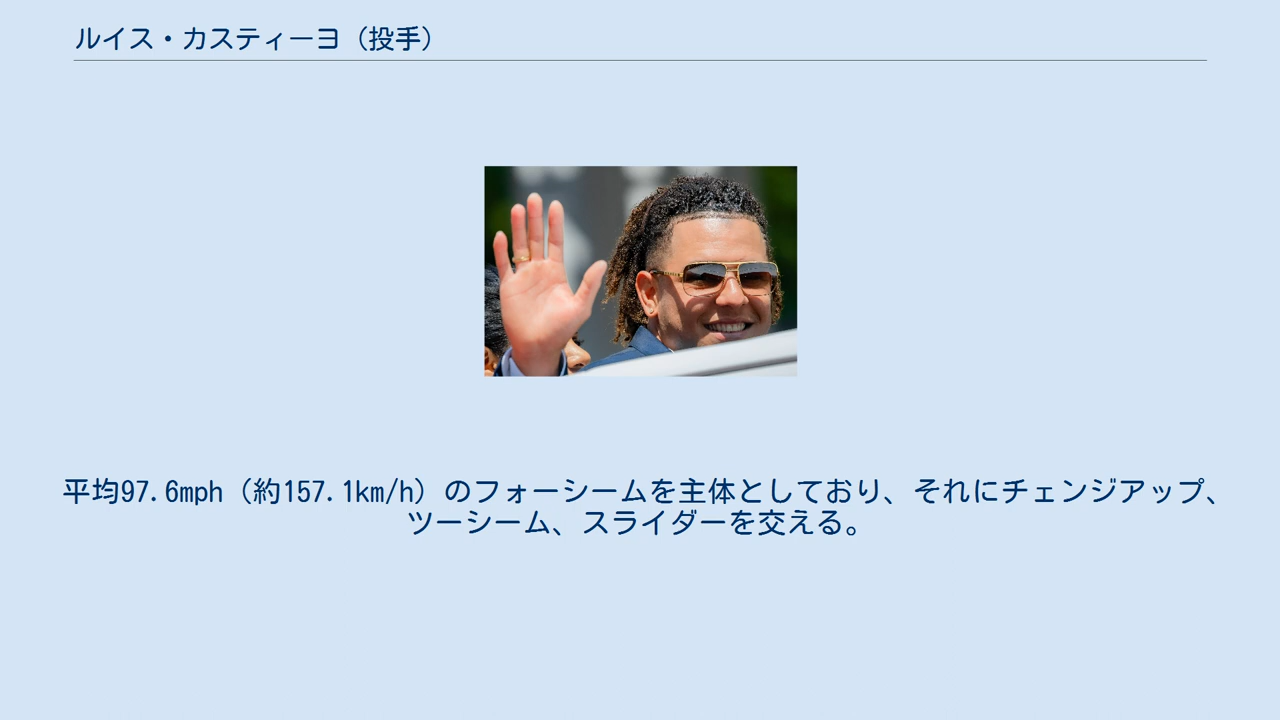 ルイス・カスティーヨ（投手）
平均97.6mph（約157.1km/h）のフォーシームを主体としており、それにチェンジアップ、
ツーシーム、スライダーを交える。